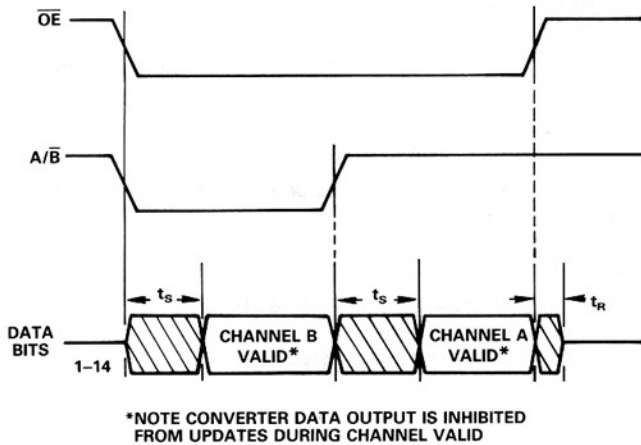 O̅E̅
A/B̅
tS
tS
tR
DATA
BITS
1–14
CHANNEL B
VALID*
CHANNEL A
VALID*
*NOTE CONVERTER DATA OUTPUT IS INHIBITED
FROM UPDATES DURING CHANNEL VALID